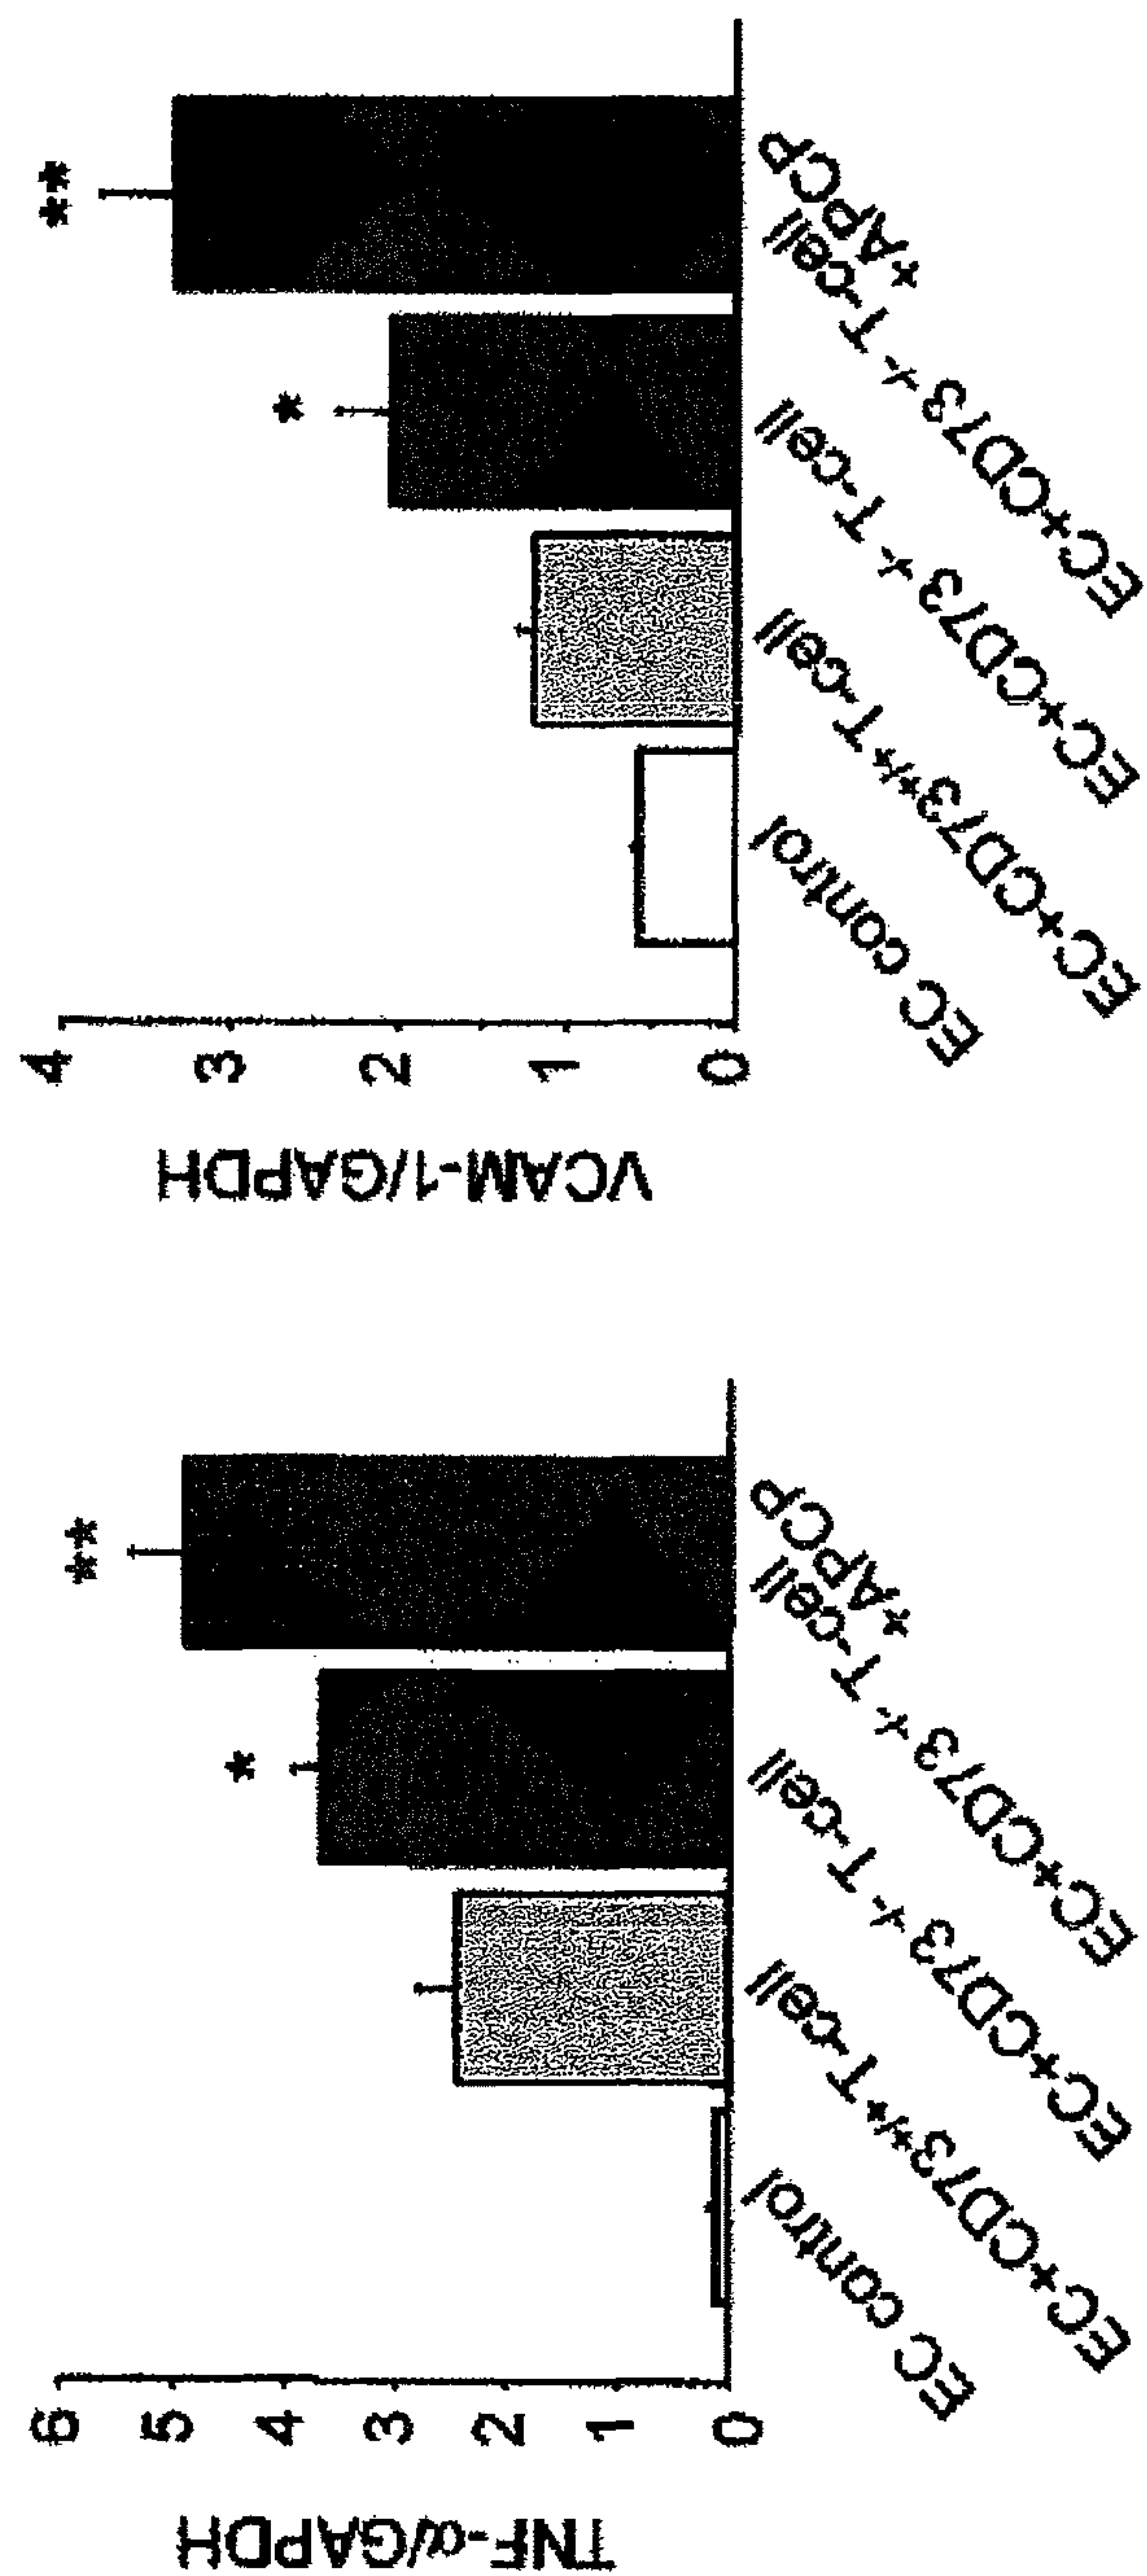 TNF-α/GAPDH
6
5
4
3
2
1
0
*
**
EC control
EC+CD73+/+T-cell
EC+CD73-/- T-cell
EC+CD73-/- T-cell
+APCP
VCAM-1/GAPDH
4
3
2
1
0
*
**
EC control
EC+CD73+/+T-cell
EC+CD73-/- T-cell
EC+CD73-/- T-cell
+APCP